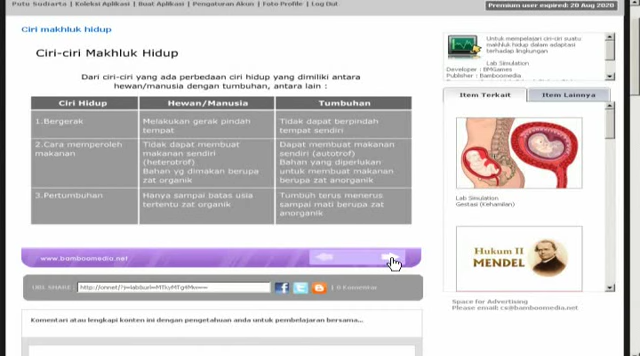 Putu Sudiarta | Koleksi Aplikasi | Buat Aplikasi | Pengaturan Akun | Foto Profile | Log Out
Premium user expired: 20 Aug 2020
Ciri makhluk hidup
Ciri-ciri Makhluk Hidup
Dari ciri-ciri yang ada perbedaan ciri hidup yang dimiliki antara
hewan/manusia dengan tumbuhan, antara lain :
Ciri Hidup Hewan/Manusia Tumbuhan
1.Bergerak
Melakukan gerak pindah
tempat
Tidak dapat berpindah
tempat sendiri
2.Cara memperoleh
makanan
Tidak dapat membuat
makanan sendiri
(heterotrof)
Bahan yg dimakan berupa
zat organik
Dapat membuat makanan
sendiri (autotrof)
Bahan yang diperlukan
untuk membuat makanan
berupa zat anorganik
3.Pertumbuhan
Hanya sampai batas usia
tertentu zat organik
Tumbuh terus menerus
sampai mati berupa zat
anorganik
www.bamboomedia.net
URL SHARE :
| 0 Komentar
Komentari atau lengkapi konten ini dengan pengetahuan anda untuk pembelajaran bersama...
Untuk mempelajari ciri-ciri suatu
makhluk hidup dalam adaptasi
terhadap lingkungan
Lab Simulation
Developer : BMGames
Publisher : Bamboomedia
Item Terkait Item Lainnya
Lab Simulation
Gestasi (Kehamilan)
Hukum II
MENDEL
Space for Advertising
Please email: cs@bamboomedia.net